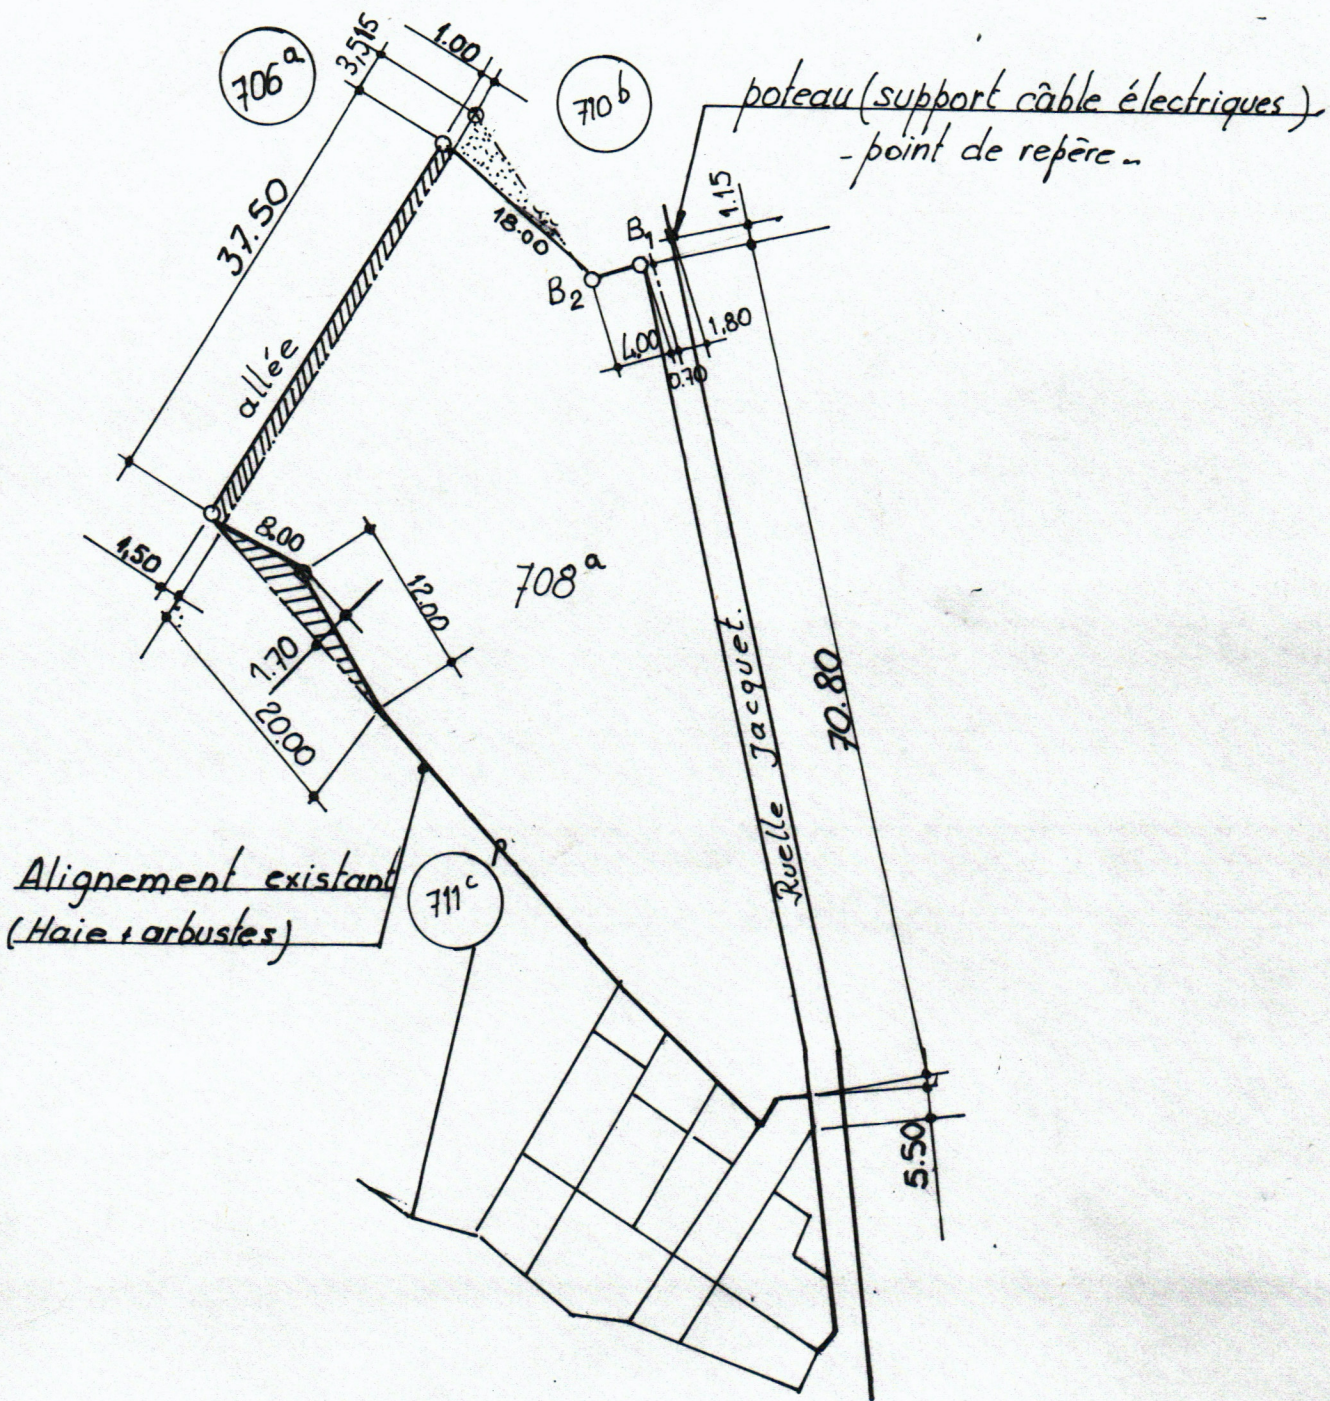 706ª
3,515
1.00
710ᵇ
poteau (support câble électriques)
- point de repère -
37.50
18.00
B₁
1.15
B₂
4.00
0.70
1,80
allée
8.00
1,50
12.00
708ª
1.70
20.00
Ruelle Jacquet.
70.80
Alignement existant
(Haie + arbustes)
711ᶜ
5.50